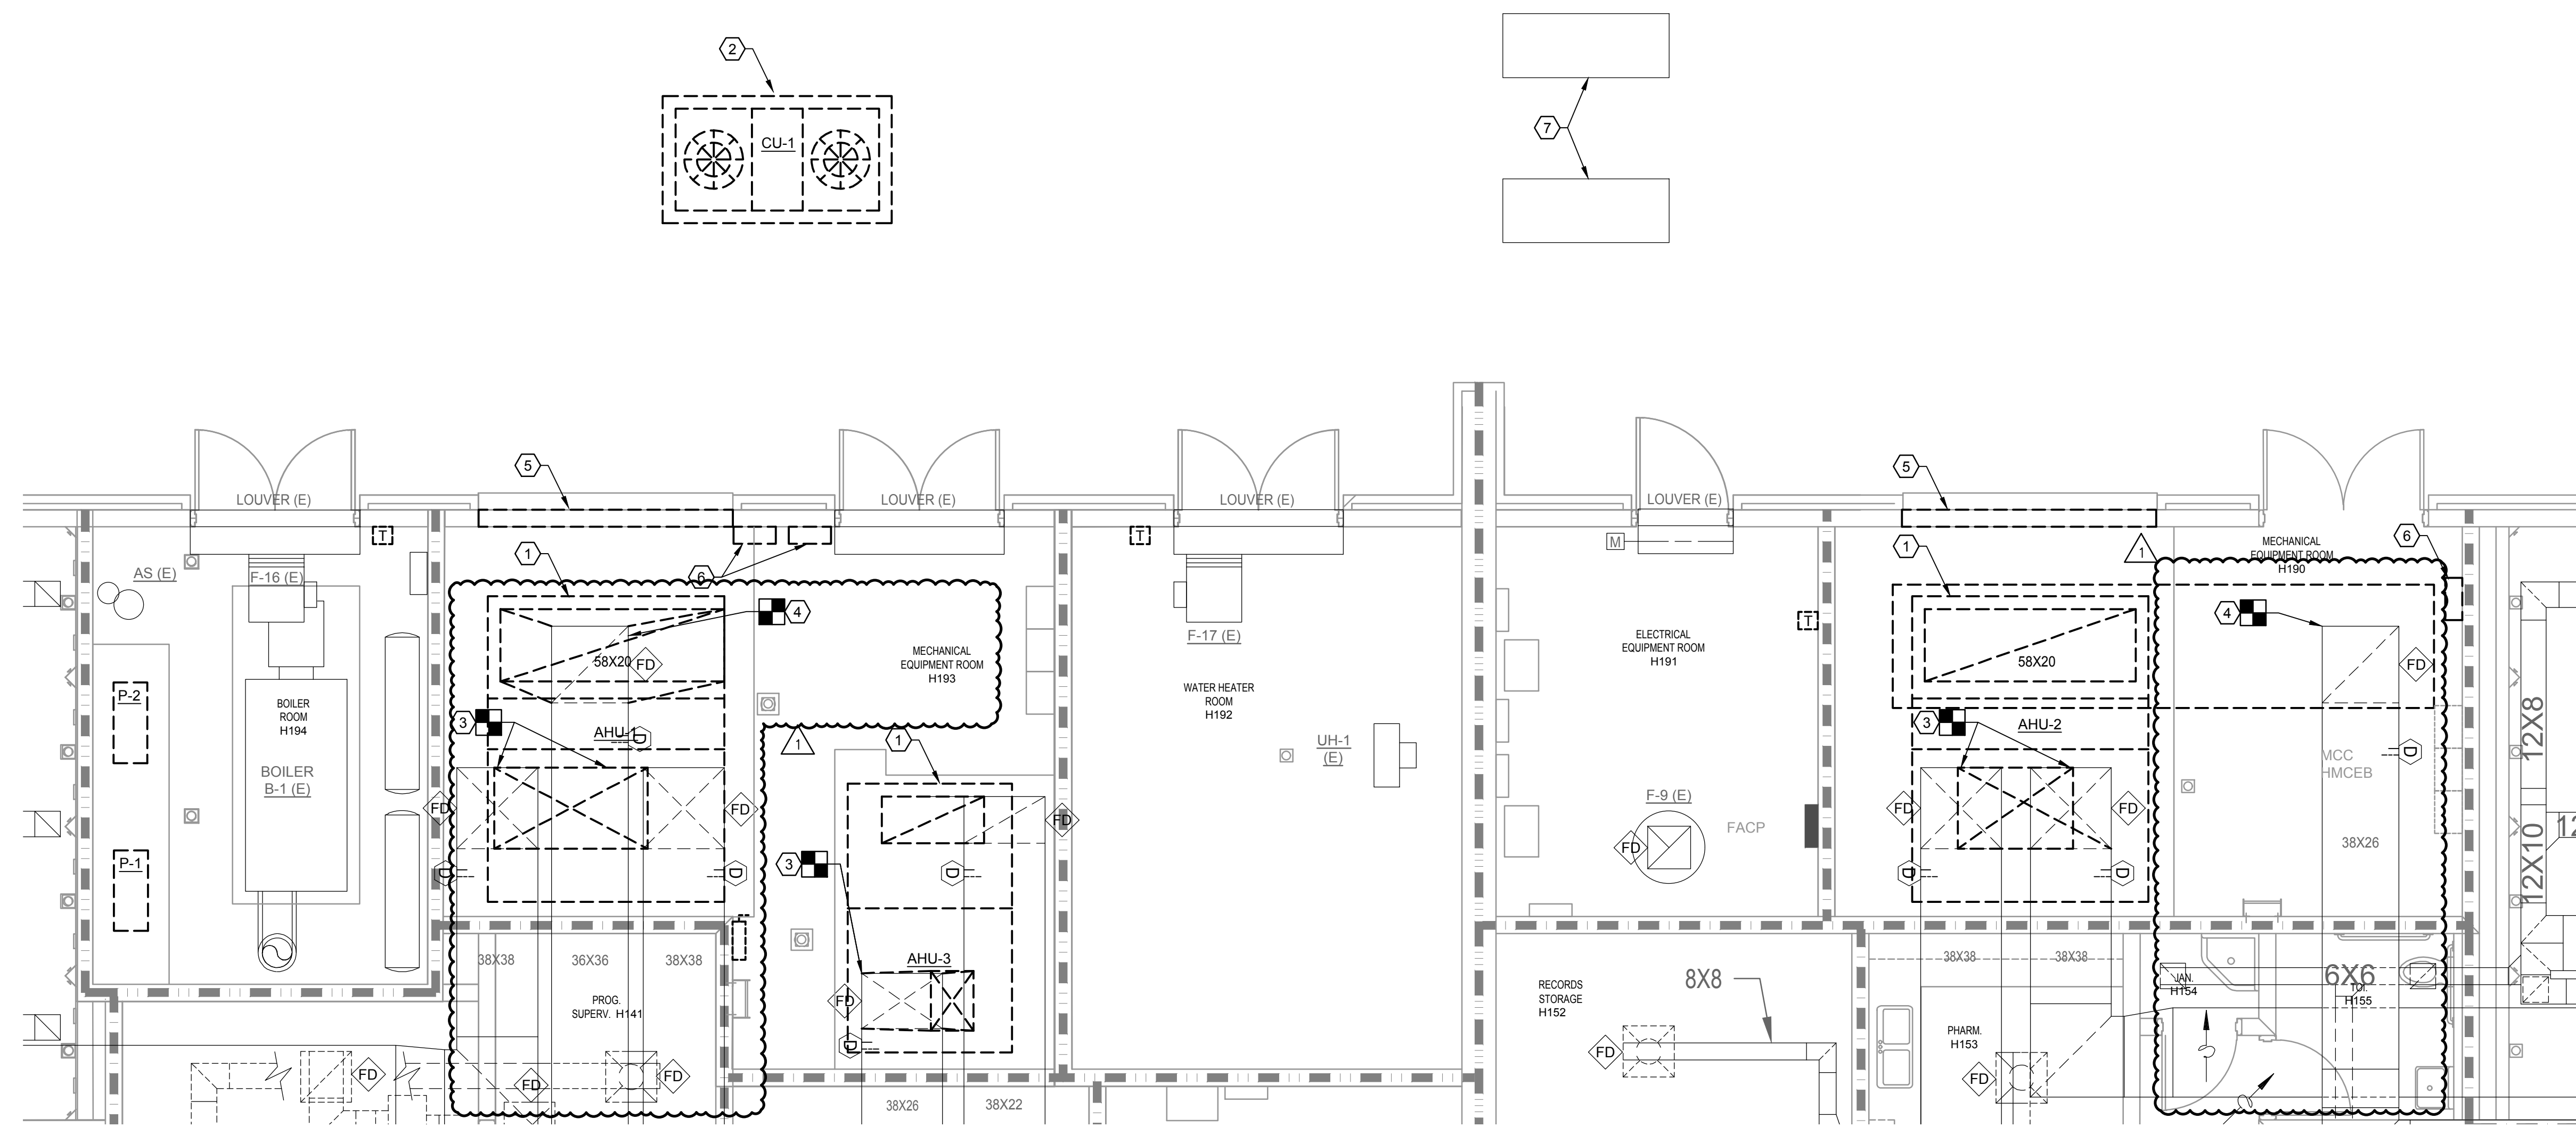 2
CU-1
7
5
5
LOUVER (E)
LOUVER (E)
LOUVER (E)
LOUVER (E)
T
T
M
1
6
1
1
MECHANICAL
EQUIPMENT ROOM
H190
6
AS (E)
F-16 (E)
4
4
58X20
FD
MECHANICAL
EQUIPMENT ROOM
H193
F-17 (E)
ELECTRICAL
EQUIPMENT ROOM
H191
T
58X20
FD
P-2
BOILER
ROOM
H194
WATER HEATER
ROOM
H192
3
AHU-1
D
1
1
3
AHU-2
UH-1
(E)
MCC
HMCEB
D
12X8
BOILER
B-1 (E)
FD
FD
FD
F-9 (E)
FD
FACP
FD
FD
38X26
12X10
P-1
D
D
3
D
D
D
38X38
36X36
38X38
AHU-3
FD
D
PROG.
SUPERV. H141
RECORDS
STORAGE
H152
8X8
38X38
38X38
JAN.
H154
6X6
TOI.
H155
PHARM.
H153
FD
FD
FD
FD
FD
38X26
38X22